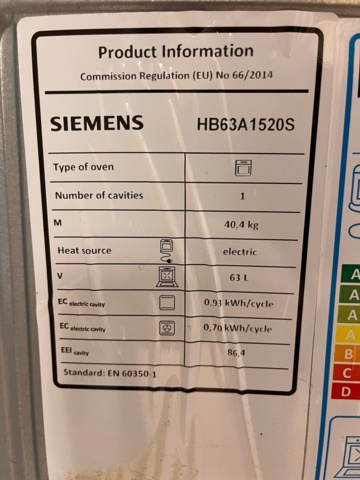 Product Information
Commission Regulation (EU) No 66/2014
SIEMENS HB63A1520S
Type of oven
Number of cavities 1
M 40,4 kg
Heat source electric
V 63 L
EC electric cavity 0,93 kWh/cycle
EC electric cavity 0,70 kWh/cycle
EEI cavity 86,4
Standard: EN 60350-1
A
A
A
A
B
C
D